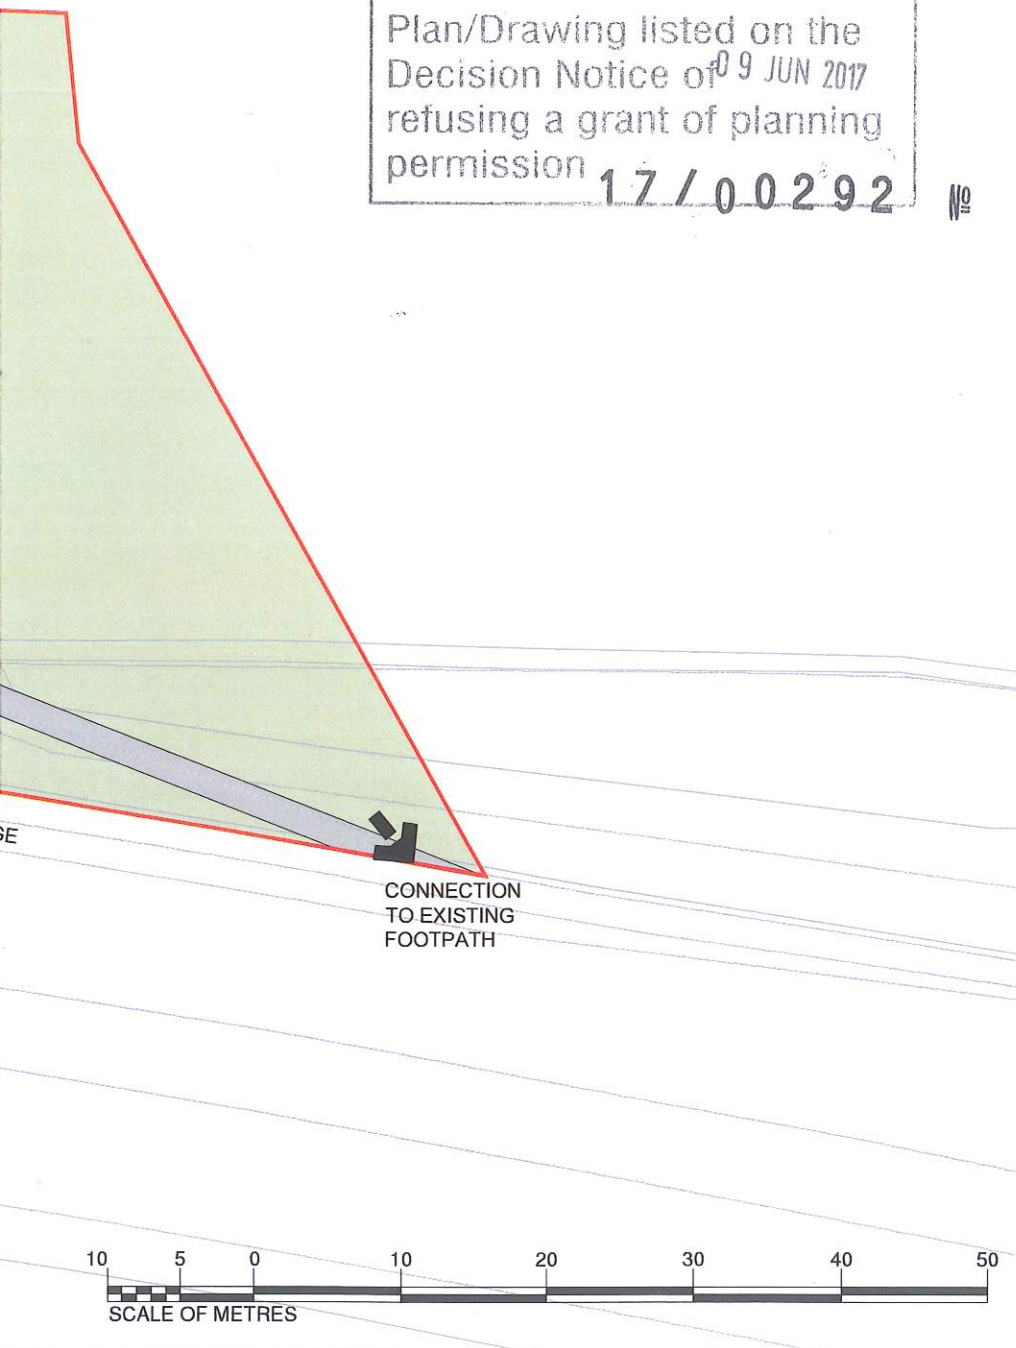 Plan/Drawing listed on the
Decision Notice of 09 JUN 2017
refusing a grant of planning
permission 17/00292 №
GE
CONNECTION
TO EXISTING
FOOTPATH
10 5 0 10 20 30 40 50
SCALE OF METRES